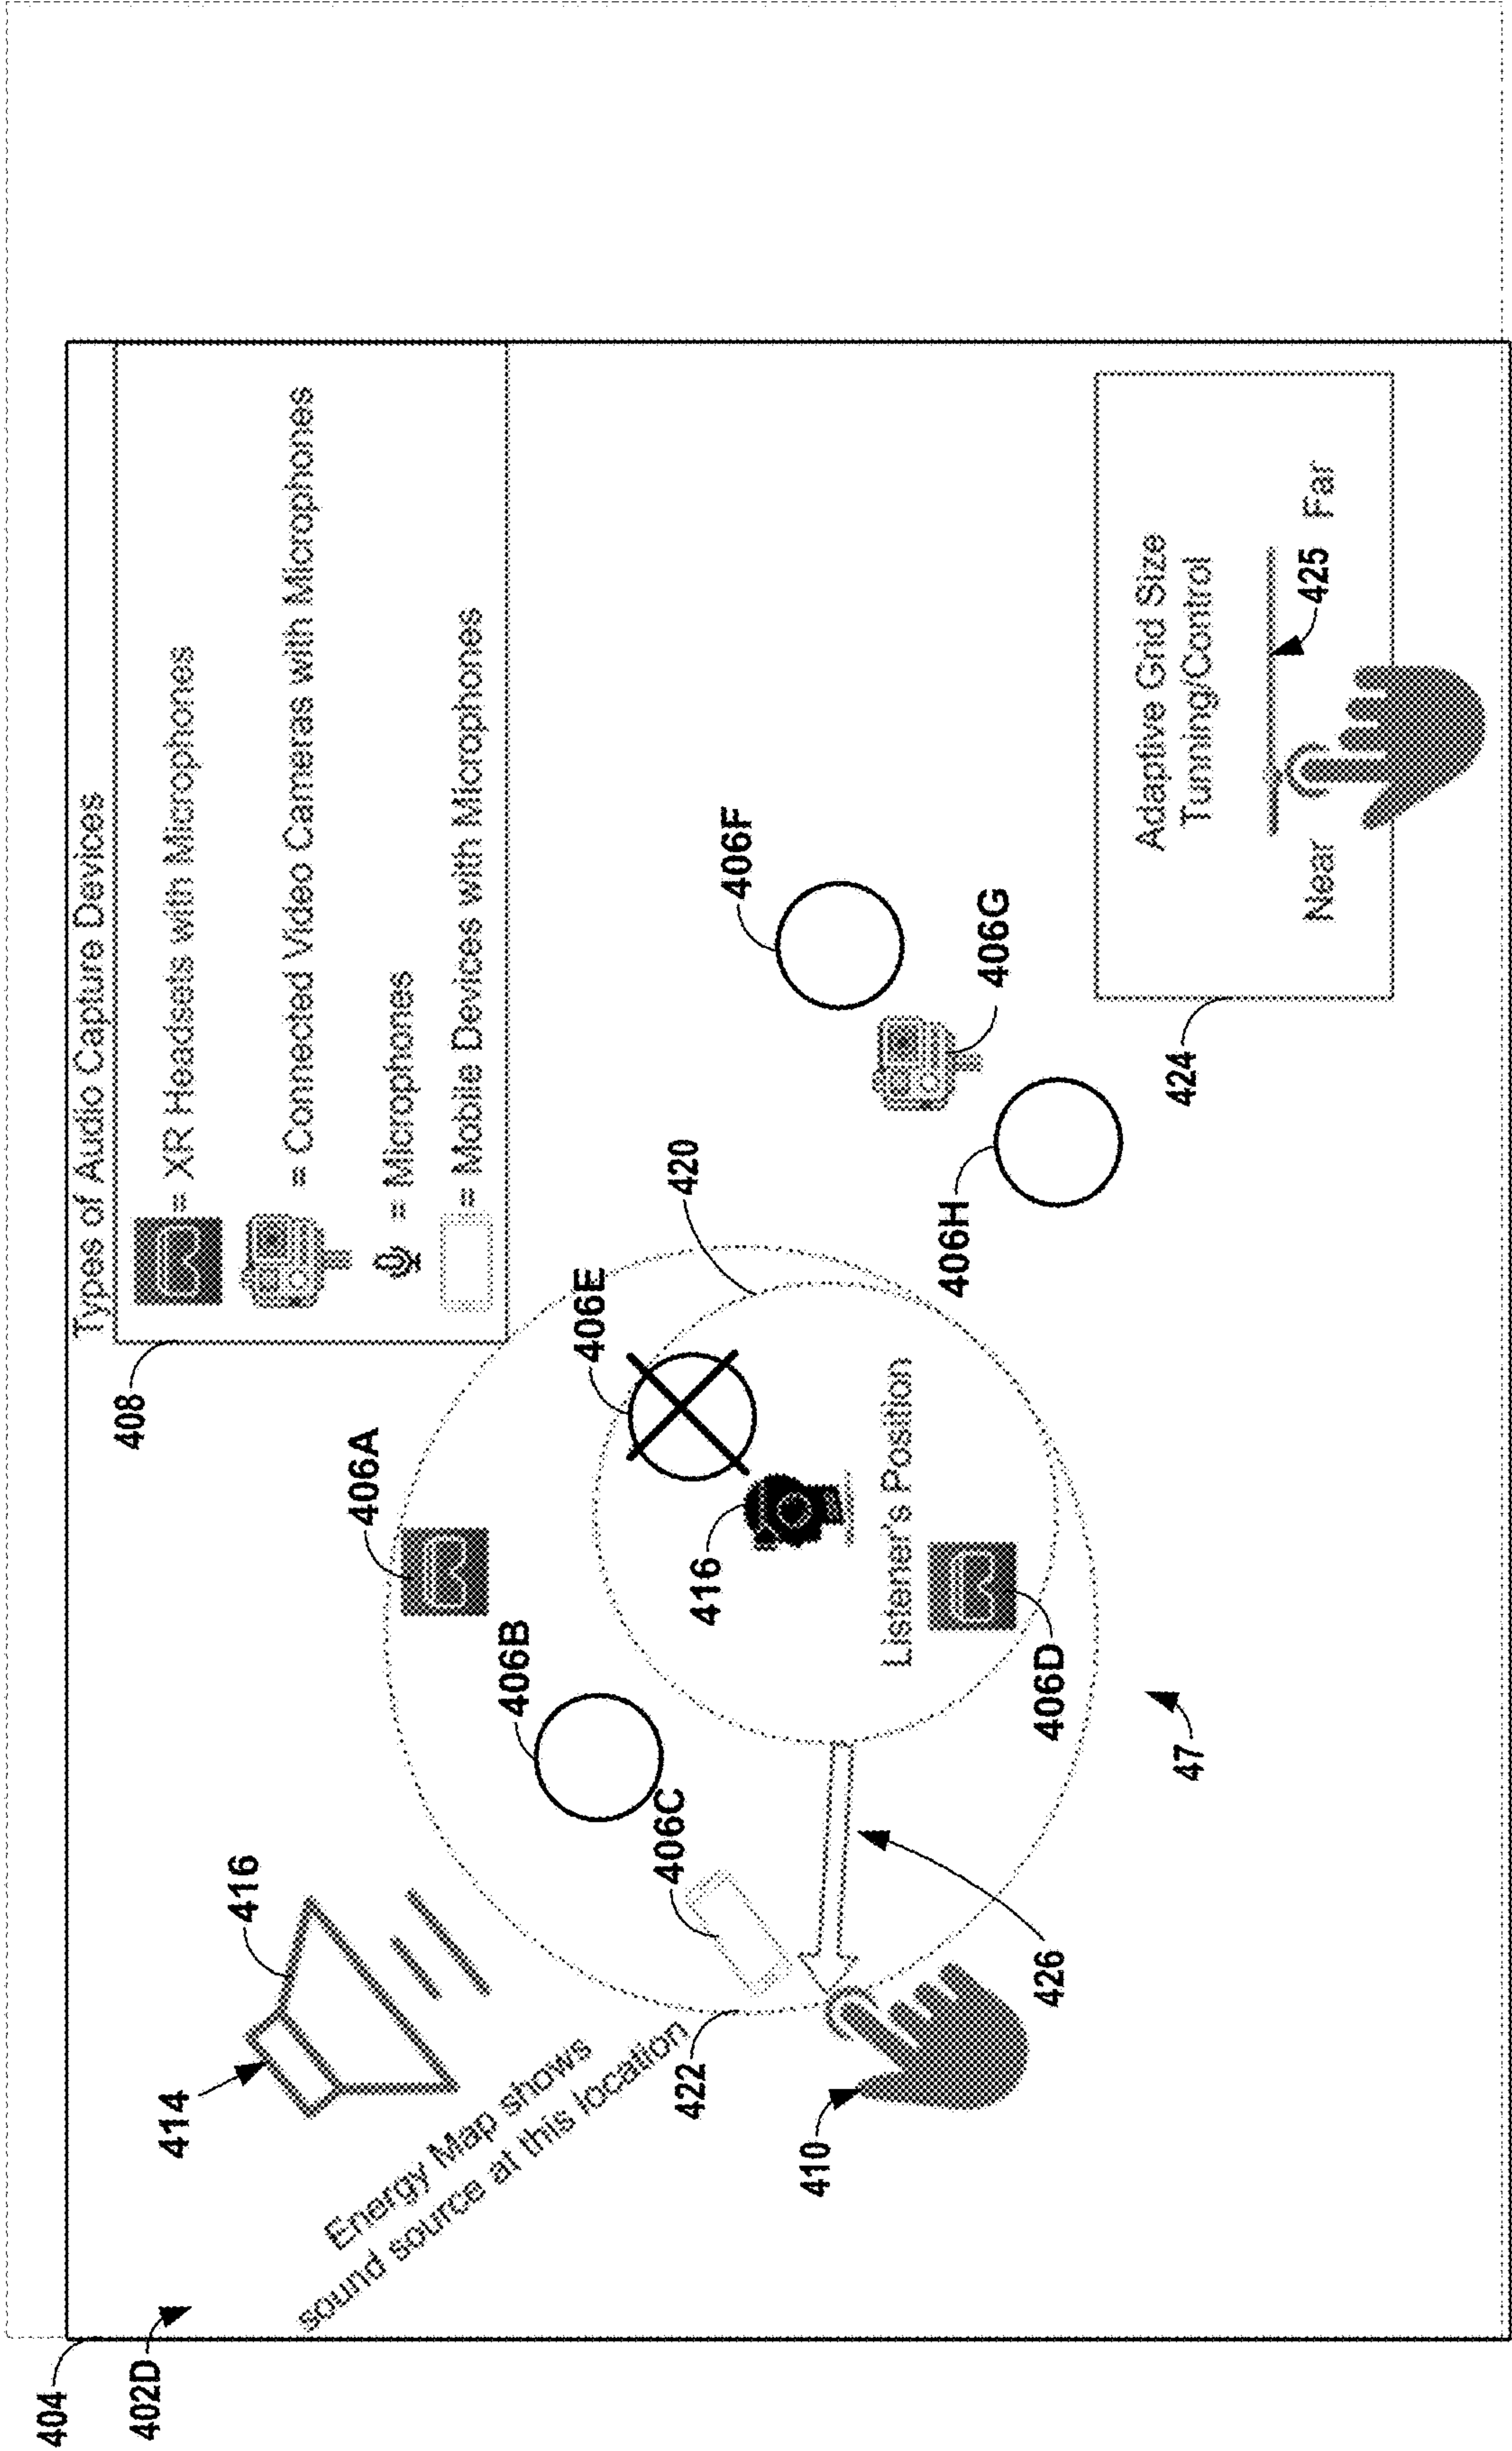 404
402D
Types of Audio Capture Devices
408
= XR Headsets with Microphones
= Connected Video Cameras with Microphones
= Microphones
= Mobile Devices with Microphones
414
416
Energy Map shows
sound source at this location
406A
406B
406C
406E
420
422
416
Listener's Position
406D
410
426
47
406F
406G
406H
424
Adaptive Grid Size
Tunning/Control
425
Near
Far